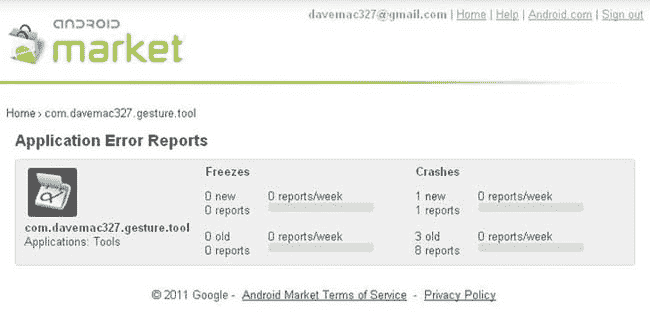 davemac327@gmail.com | Home | Help | Android.com | Sign out
ANDROID
market
Home › com.davemac327.gesture.tool
Application Error Reports
Freezes
Crashes
0 new 0 reports/week
0 reports
1 new 0 reports/week
1 reports
com.davemac327.gesture.tool
Applications: Tools
0 old 0 reports/week
0 reports
3 old 0 reports/week
8 reports
© 2011 Google - Android Market Terms of Service - Privacy Policy